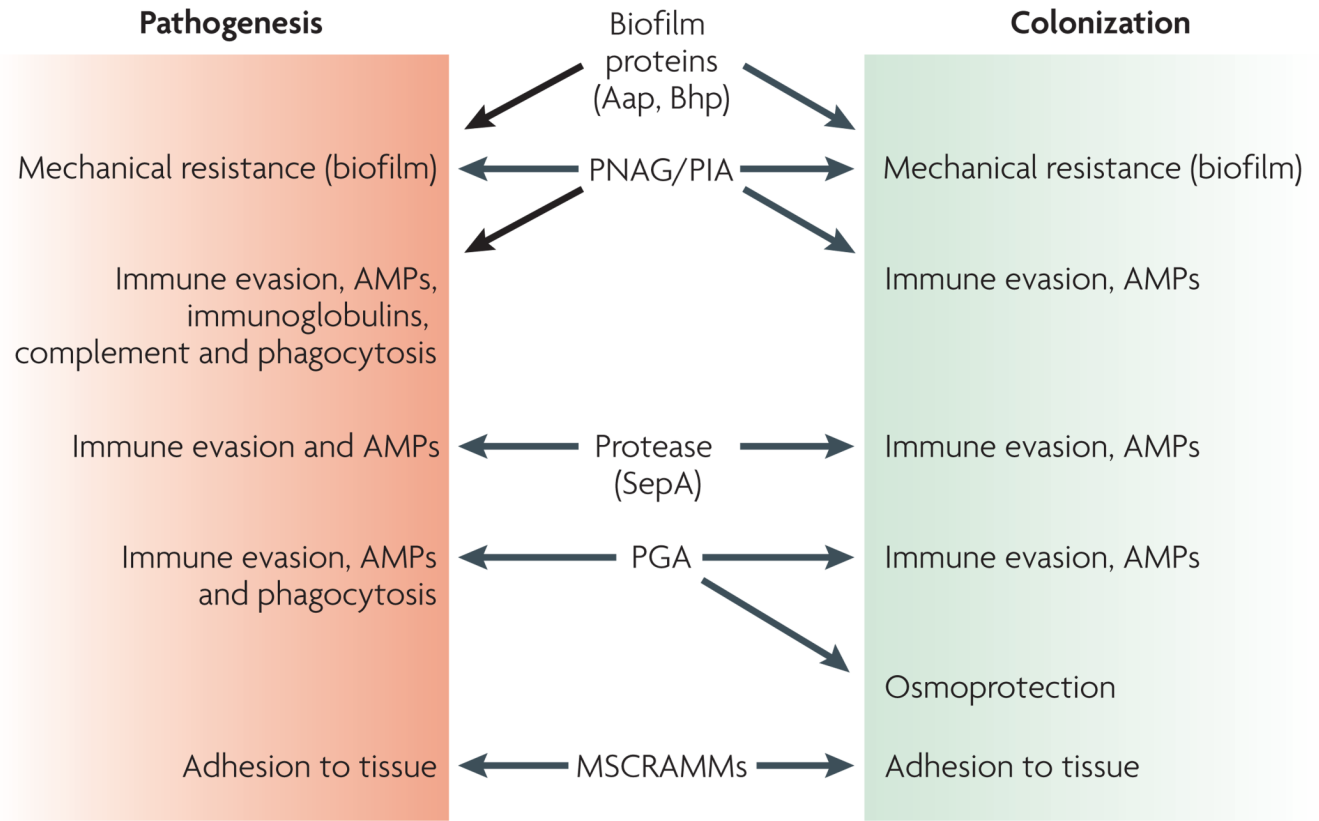 Pathogenesis
Biofilm
proteins
(Aap, Bhp)
Colonization
Mechanical resistance (biofilm)
PNAG/PIA
Mechanical resistance (biofilm)
Immune evasion, AMPs,
immunoglobulins,
complement and phagocytosis
Immune evasion, AMPs
Immune evasion and AMPs
Protease
(SepA)
Immune evasion, AMPs
Immune evasion, AMPs
and phagocytosis
PGA
Immune evasion, AMPs
Osmoprotection
Adhesion to tissue
MSCRAMMs
Adhesion to tissue